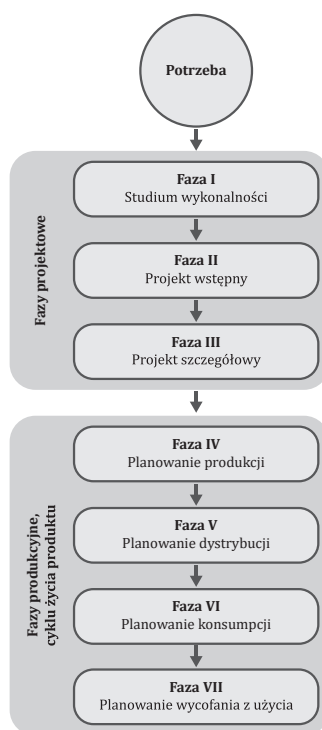 Potrzeba
Fazy projektowe
Faza I
Studium wykonalności
Faza II
Projekt wstępny
Faza III
Projekt szczegółowy
Fazy produkcyjne,
cyklu życia produktu
Faza IV
Planowanie produkcji
Faza V
Planowanie dystrybucji
Faza VI
Planowanie konsumpcji
Faza VII
Planowanie wycofania z użycia